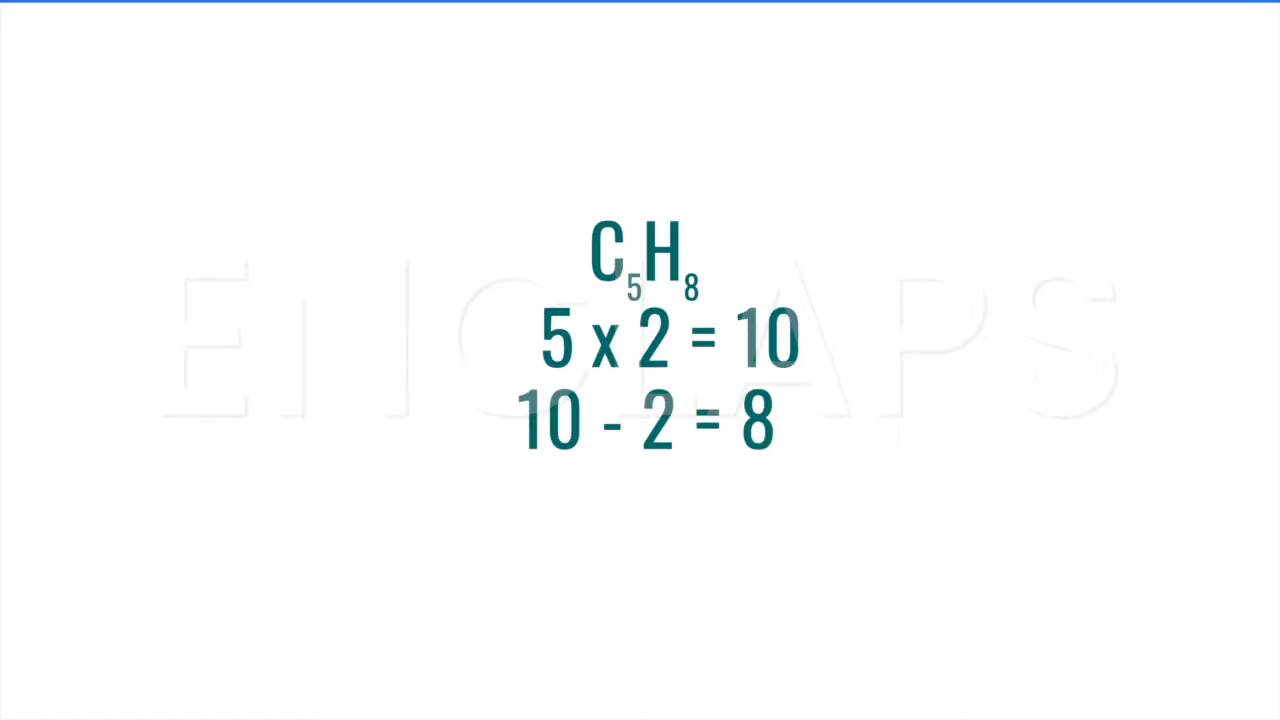 C₅H₈
5 x 2 = 10
10 - 2 = 8